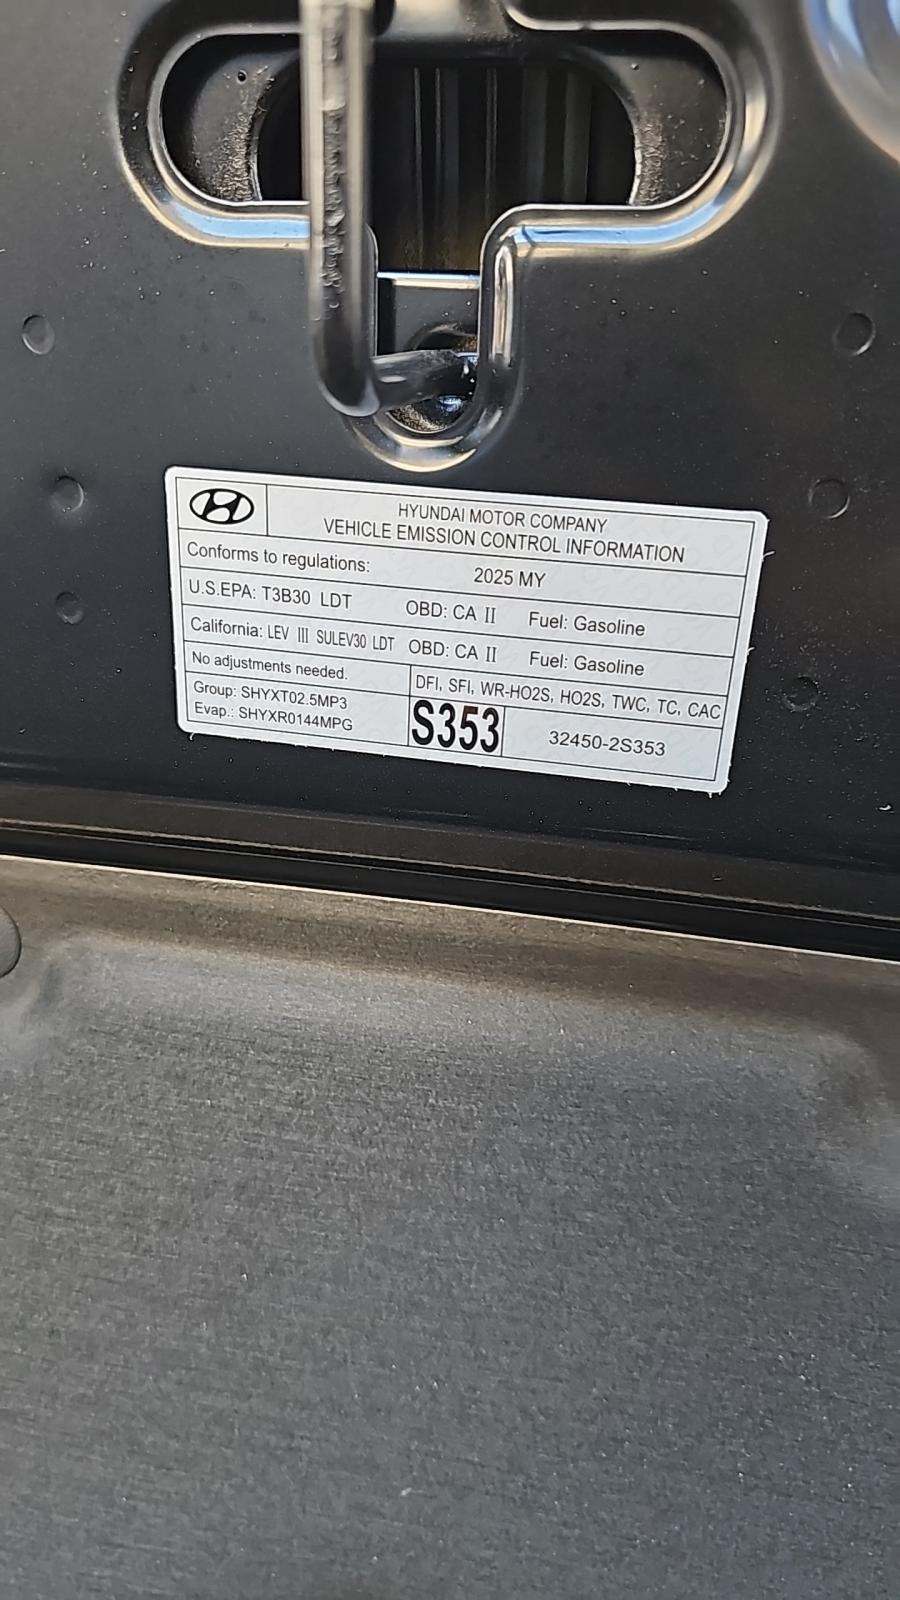 HYUNDAI MOTOR COMPANY
VEHICLE EMISSION CONTROL INFORMATION
Conforms to regulations: 2025 MY
U.S.EPA: T3B30 LDT OBD: CA II Fuel: Gasoline
California: LEV III SULEV30 LDT OBD: CA II Fuel: Gasoline
No adjustments needed. DFI, SFI, WR-HO2S, HO2S, TWC, TC, CAC
Group: SHYXT02.5MP3
Evap.: SHYXR0144MPG
S353 32450-2S353